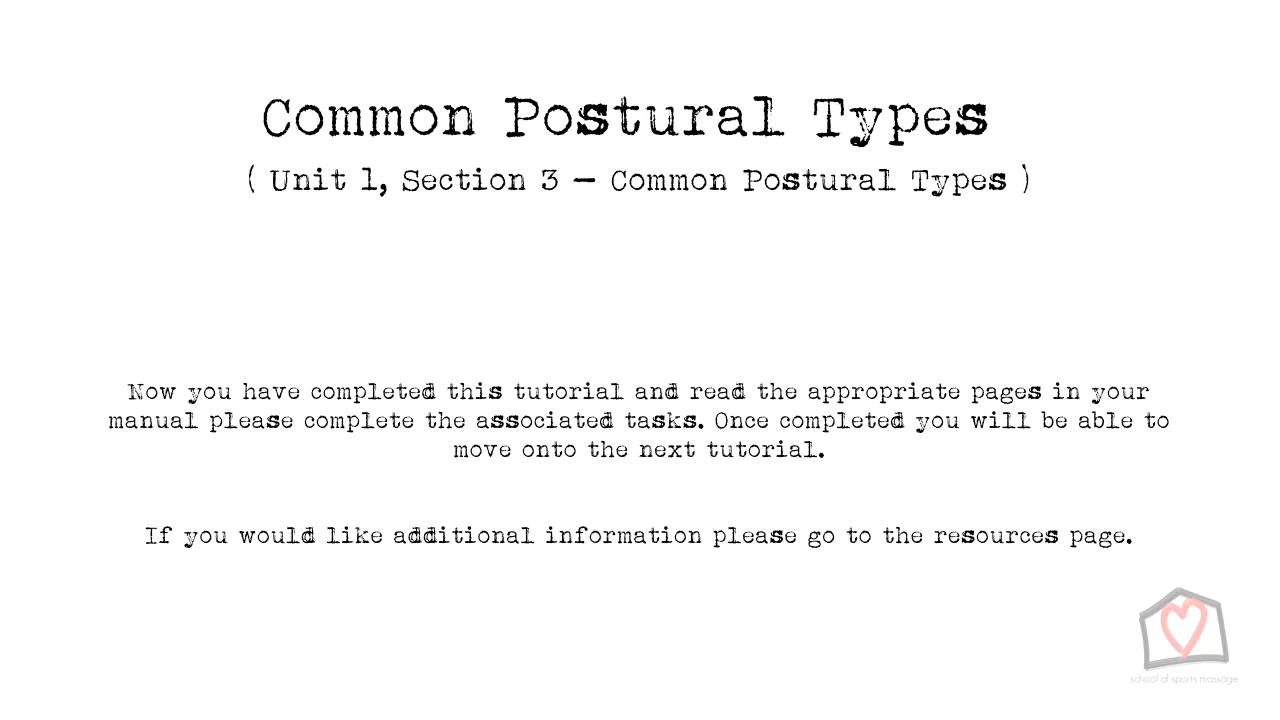 Common Postural Types
( Unit 1, Section 3 – Common Postural Types )
Now you have completed this tutorial and read the appropriate pages in your
manual please complete the associated tasks. Once completed you will be able to
move onto the next tutorial.
If you would like additional information please go to the resources page.
school of sports massage